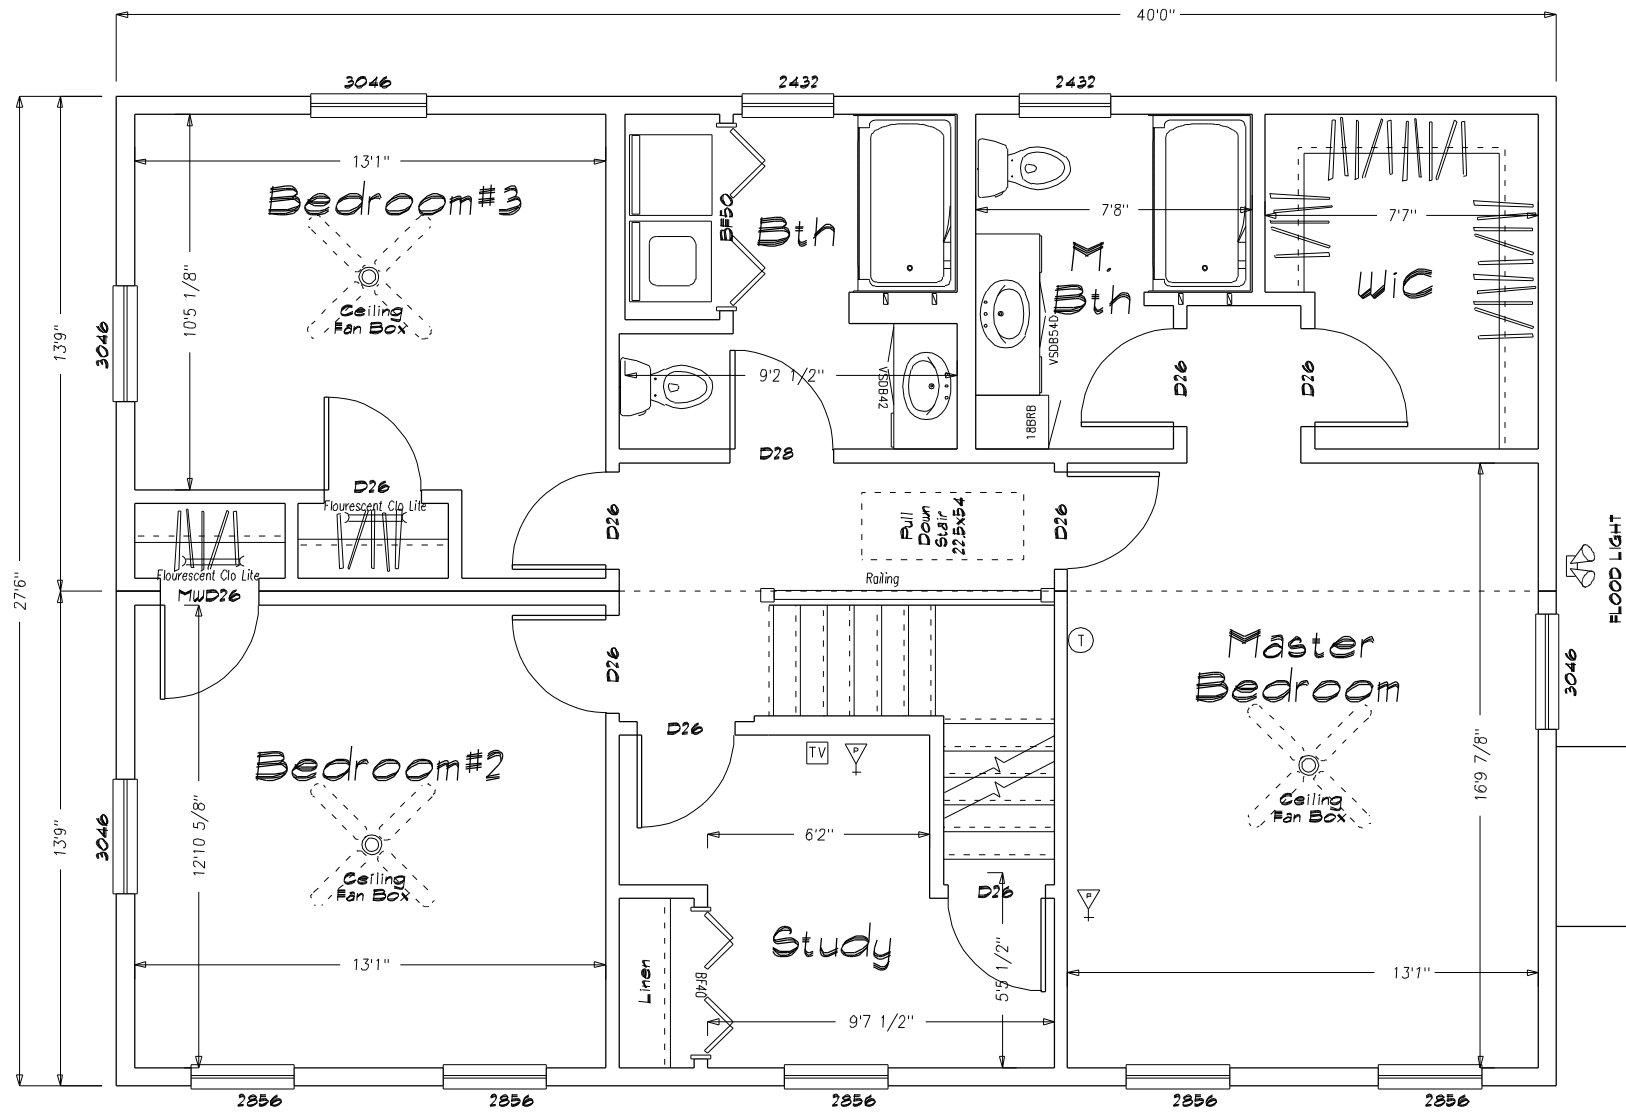 40'0"
3046
2432
2432
13'1"
Bedroom#3
BF50
Bth
7'8"
7'7"
M.
Bth
WiC
10'5 1/8"
Ceiling
Fan Box
3046
13'9"
VSDB54D
9'2 1/2"
VSDB42
D26
D26
18BRB
D28
D26
Flourescent Clo Lite
D26
Pull
Down
Stair
22.5x54
D26
FLOOD LIGHT
Flourescent Clo Lite
MWD26
Railing
27'6"
D26
T
Master
Bedroom
3046
D26
TV
P
Bedroom#2
16'9 7/8"
Ceiling
Fan Box
3046
13'9"
12'10 5/8"
6'2"
Ceiling
Fan Box
D26
P
Study
Linen
BF40
5'5 1/2"
13'1"
13'1"
9'7 1/2"
2856
2856
2856
2856
2856